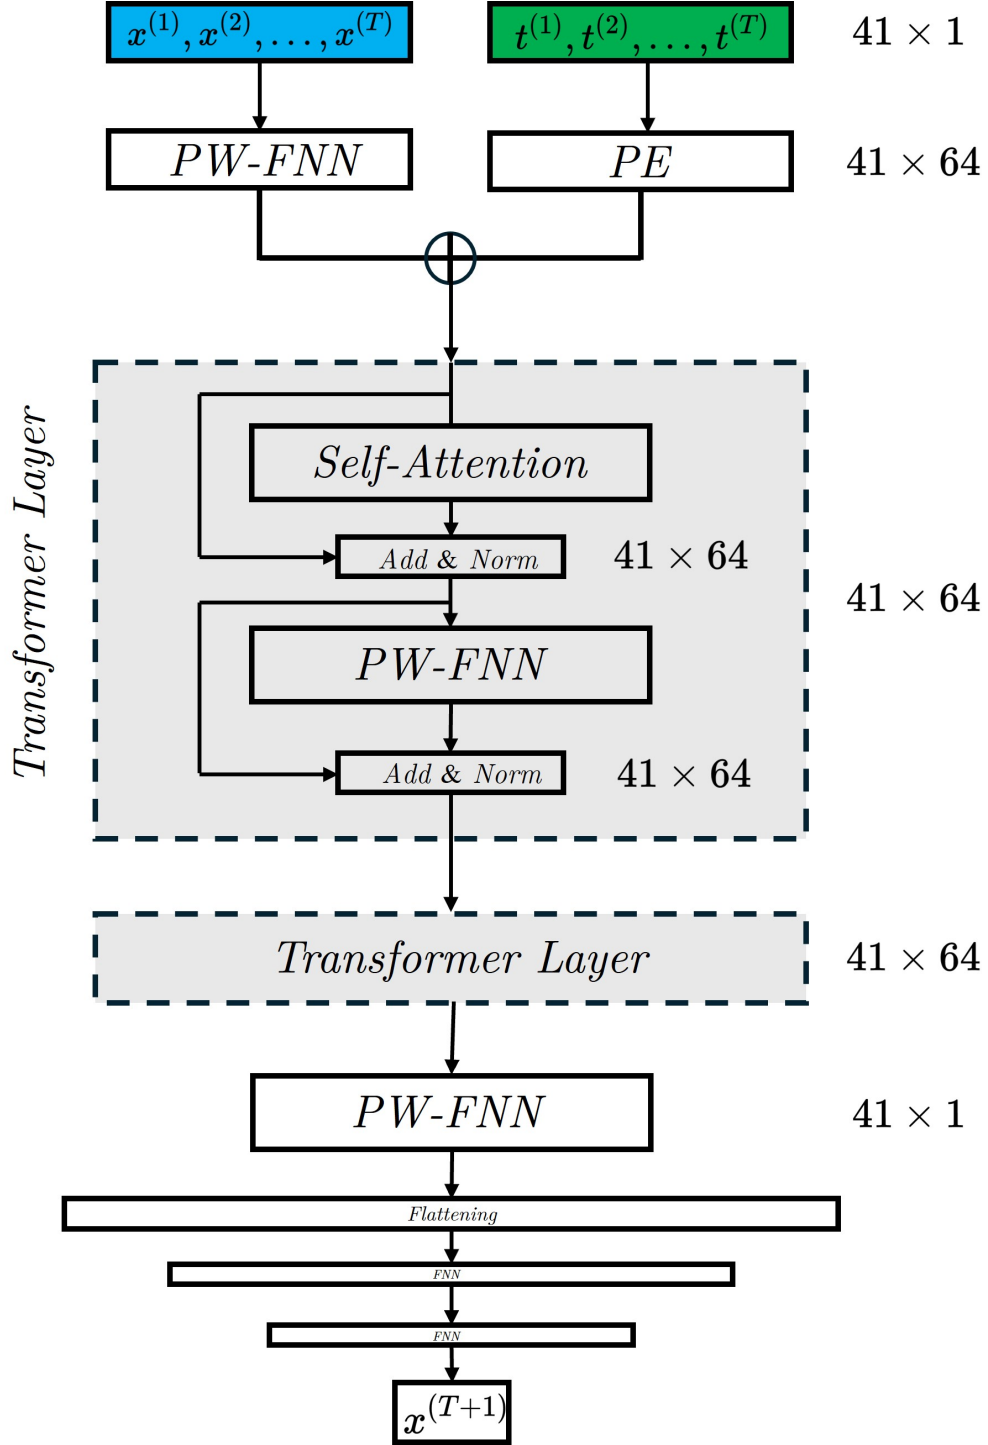 x^{(1)}, x^{(2)}, \ldots, x^{(T)} t^{(1)}, t^{(2)}, \ldots, t^{(T)} 41 × 1
PW-FNN PE 41 × 64
Transformer Layer
Self-Attention
Add & Norm 41 × 64
41 × 64
PW-FNN
Add & Norm 41 × 64
Transformer Layer 41 × 64
PW-FNN 41 × 1
Flattening
FNN
FNN
x^{(T+1)}